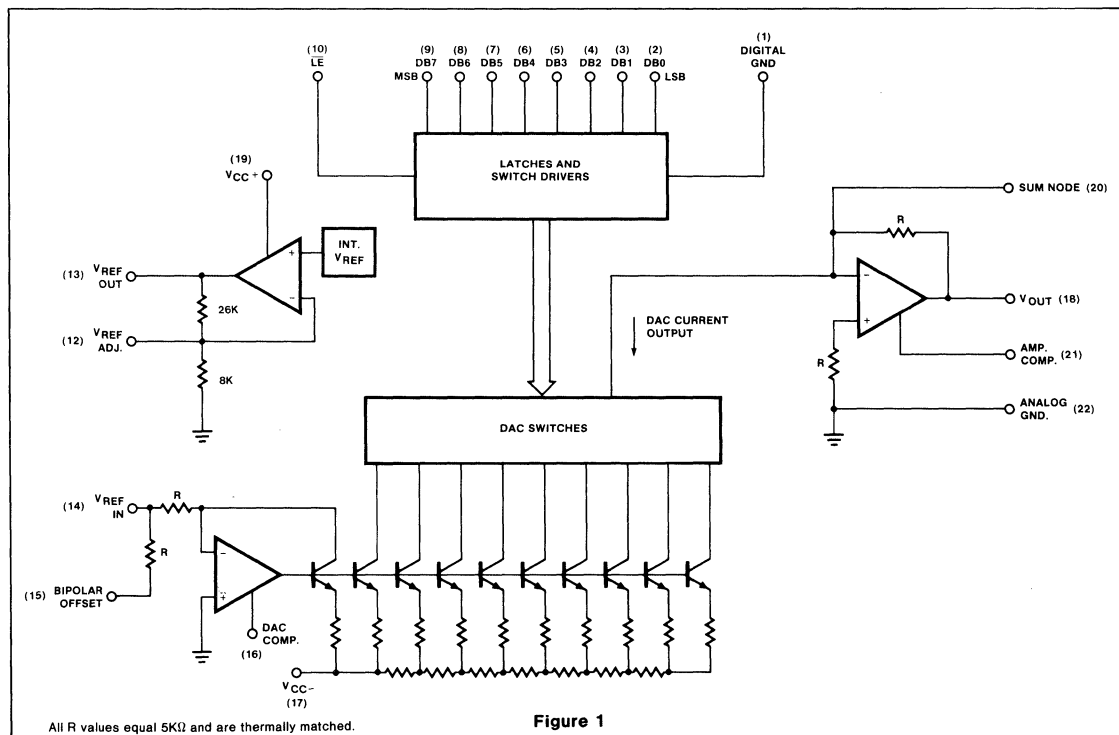 (10)
LE
(9)
DB7
(8)
DB6
(7)
DB5
(6)
DB4
(5)
DB3
(4)
DB2
(3)
DB1
(2)
DB0
(1)
DIGITAL
GND
MSB
LSB
LATCHES AND
SWITCH DRIVERS
(19)
VCC +
INT.
VREF
+
−
(13) VREF
OUT
26K
(12) VREF
ADJ.
8K
SUM NODE (20)
R
−
+
VOUT (18)
R
AMP.
COMP. (21)
ANALOG
GND. (22)
DAC CURRENT
OUTPUT
DAC SWITCHES
(14) VREF
IN
R
R
−
+
(15) BIPOLAR
OFFSET
DAC
COMP.
(16)
VCC−
(17)
All R values equal 5KΩ and are thermally matched.
Figure 1